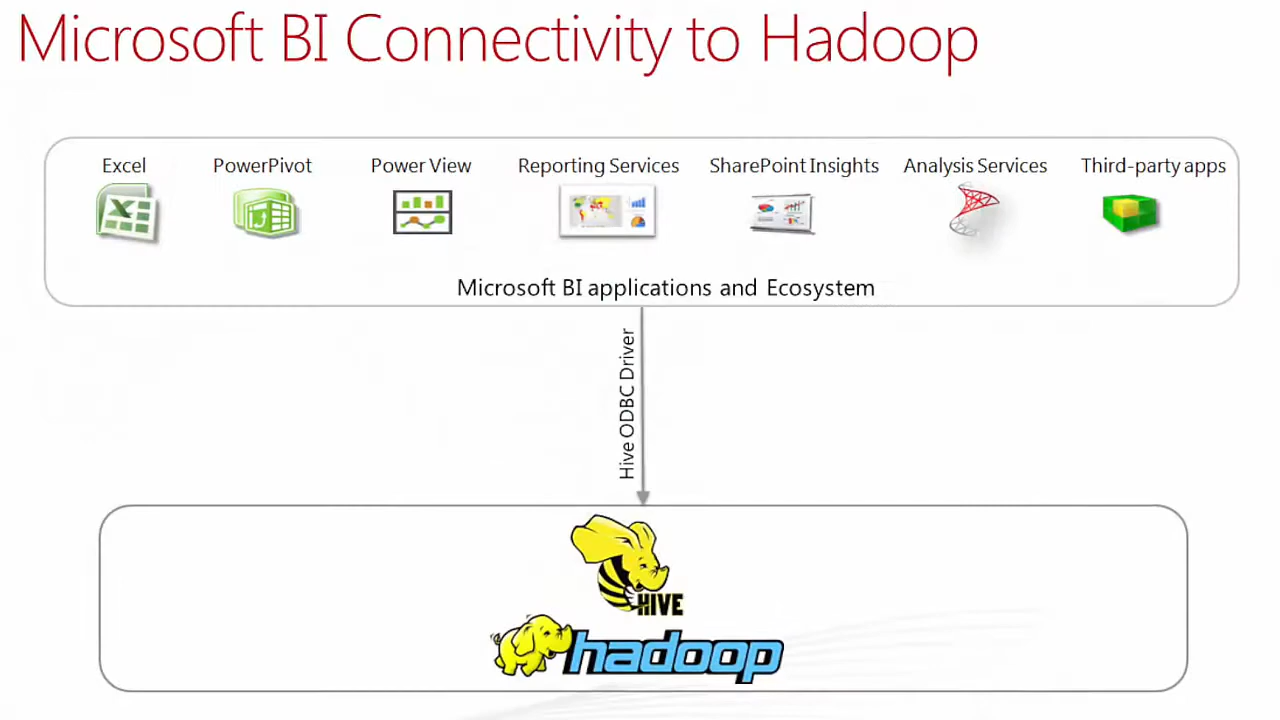 Microsoft BI Connectivity to Hadoop
Excel PowerPivot Power View Reporting Services SharePoint Insights Analysis Services Third-party apps
Microsoft BI applications and Ecosystem
Hive ODBC Driver
HIVE
hadoop